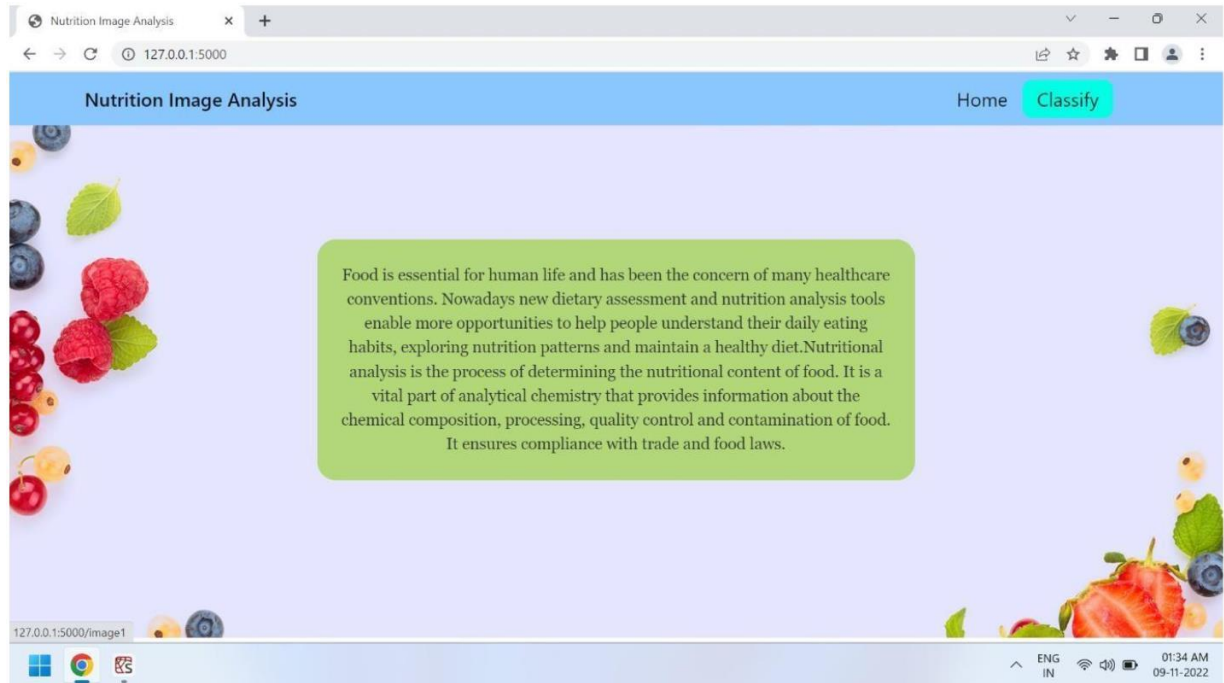 Nutrition Image Analysis
127.0.0.1:5000
Nutrition Image Analysis
Home
Classify
Food is essential for human life and has been the concern of many healthcare
conventions. Nowadays new dietary assessment and nutrition analysis tools
enable more opportunities to help people understand their daily eating
habits, exploring nutrition patterns and maintain a healthy diet.Nutritional
analysis is the process of determining the nutritional content of food. It is a
vital part of analytical chemistry that provides information about the
chemical composition, processing, quality control and contamination of food.
It ensures compliance with trade and food laws.
127.0.0.1:5000/image1
KS
ENG
IN
01:34 AM
09-11-2022